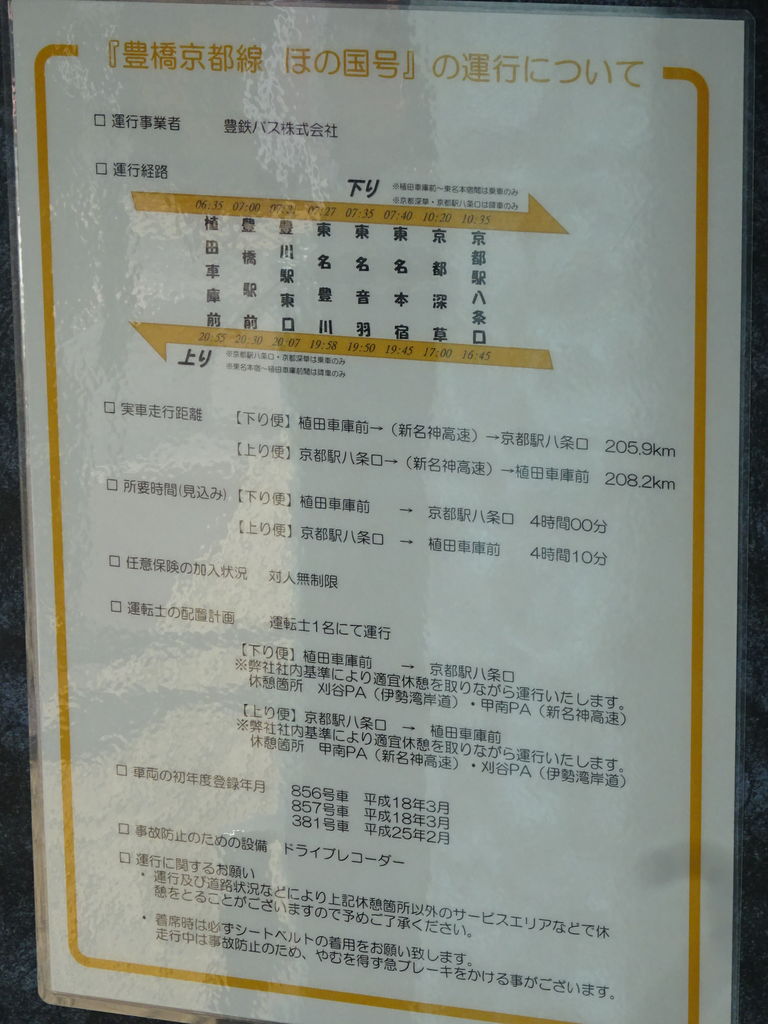 『豊橋京都線 ほの国号』の運行について
□ 運行事業者 豊鉄バス株式会社
□ 運行経路
下り
※植田車庫前～東名本宿間は乗車のみ
※京都深草・京都駅八条口は降車のみ
06:35 07:00 07:21 07:27 07:35 07:40 10:20 10:35
植田車庫前
豊橋駅前
豊川駅東口
東名豊川
東名音羽
東名本宿
京都深草
京都駅八条口
20:55 20:30 20:07 19:58 19:50 19:45 17:00 16:45
上り
※京都駅八条口・京都深草は乗車のみ
※東名本宿～植田車庫前間は降車のみ
□ 実車走行距離 【下り便】植田車庫前→（新名神高速）→京都駅八条口 205.9km
【上り便】京都駅八条口→（新名神高速）→植田車庫前 208.2km
□ 所要時間(見込み) 【下り便】植田車庫前 → 京都駅八条口 4時間00分
【上り便】京都駅八条口 → 植田車庫前 4時間10分
□ 任意保険の加入状況 対人無制限
□ 運転士の配置計画 運転士1名にて運行
【下り便】植田車庫前 → 京都駅八条口
※弊社社内基準により適宜休憩を取りながら運行いたします。
休憩箇所 刈谷PA（伊勢湾岸道）・甲南PA（新名神高速）
【上り便】京都駅八条口 → 植田車庫前
※弊社社内基準により適宜休憩を取りながら運行いたします。
休憩箇所 甲南PA（新名神高速）・刈谷PA（伊勢湾岸道）
□ 車両の初年度登録年月 856号車 平成18年3月
857号車 平成18年3月
381号車 平成25年2月
□ 事故防止のための設備 ドライブレコーダー
□ 運行に関するお願い
・運行及び道路状況などにより上記休憩箇所以外のサービスエリアなどで休
憩をとることがございますので予めご了承ください。
・着席時は必ずシートベルトの着用をお願い致します。
走行中は事故防止のため、やむを得ず急ブレーキをかける事がございます。